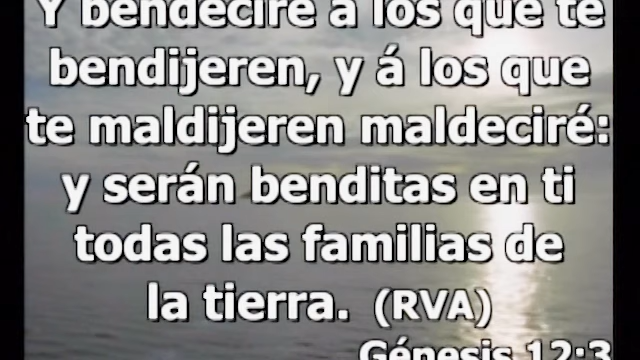 Y bendeciré á los que te
bendijeren, y á los que
te maldijeren maldeciré:
y serán benditas en ti
todas las familias de
la tierra. (RVA)
Génesis 12:3